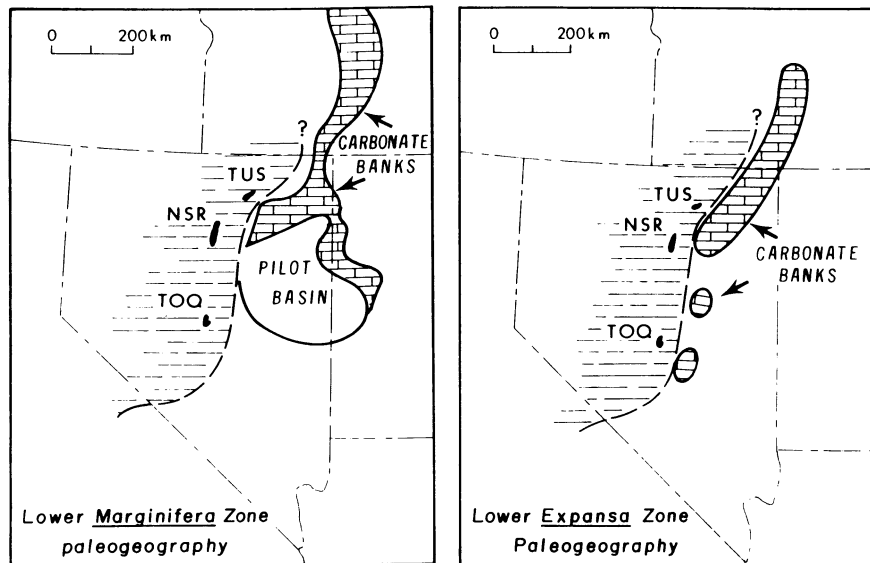 0 200km
?
CARBONATE
BANKS
TUS
NSR
PILOT
BASIN
TOQ
Lower Marginifera Zone
paleogeography
0 200km
?
TUS
NSR
CARBONATE
BANKS
TOQ
Lower Expansa Zone
Paleogeography